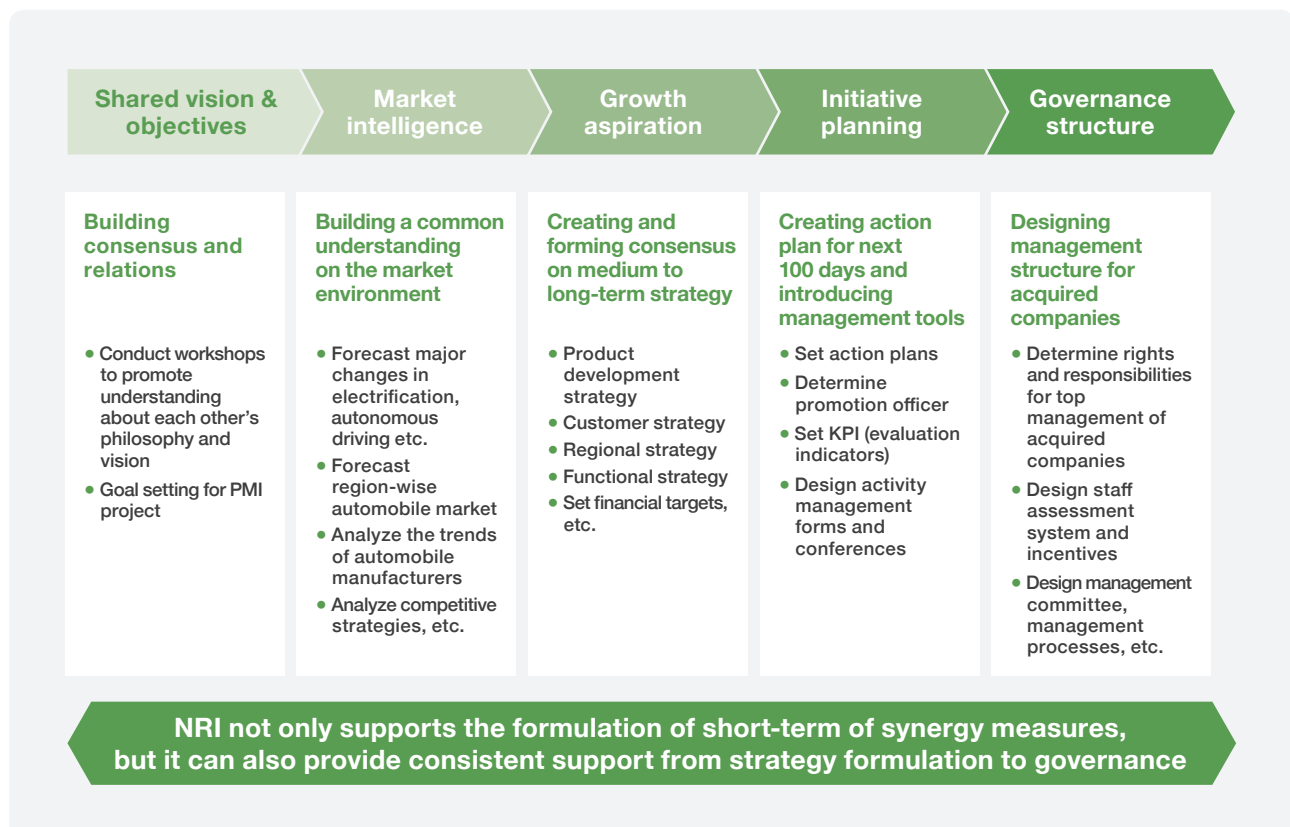 Shared vision &
objectives
Market
intelligence
Growth
aspiration
Initiative
planning
Governance
structure
Building
consensus and
relations
• Conduct workshops
to promote
understanding
about each other's
philosophy and
vision
• Goal setting for PMI
project
Building a common
understanding
on the market
environment
• Forecast major
changes in
electrification,
autonomous
driving etc.
• Forecast
region-wise
automobile market
• Analyze the trends
of automobile
manufacturers
• Analyze competitive
strategies, etc.
Creating and
forming consensus
on medium to
long-term strategy
• Product
development
strategy
• Customer strategy
• Regional strategy
• Functional strategy
• Set financial targets,
etc.
Creating action
plan for next
100 days and
introducing
management tools
• Set action plans
• Determine
promotion officer
• Set KPI (evaluation
indicators)
• Design activity
management
forms and
conferences
Designing
management
structure for
acquired
companies
• Determine rights
and responsibilities
for top
management of
acquired
companies
• Design staff
assessment
system and
incentives
• Design management
committee,
management
processes, etc.
NRI not only supports the formulation of short-term of synergy measures,
but it can also provide consistent support from strategy formulation to governance